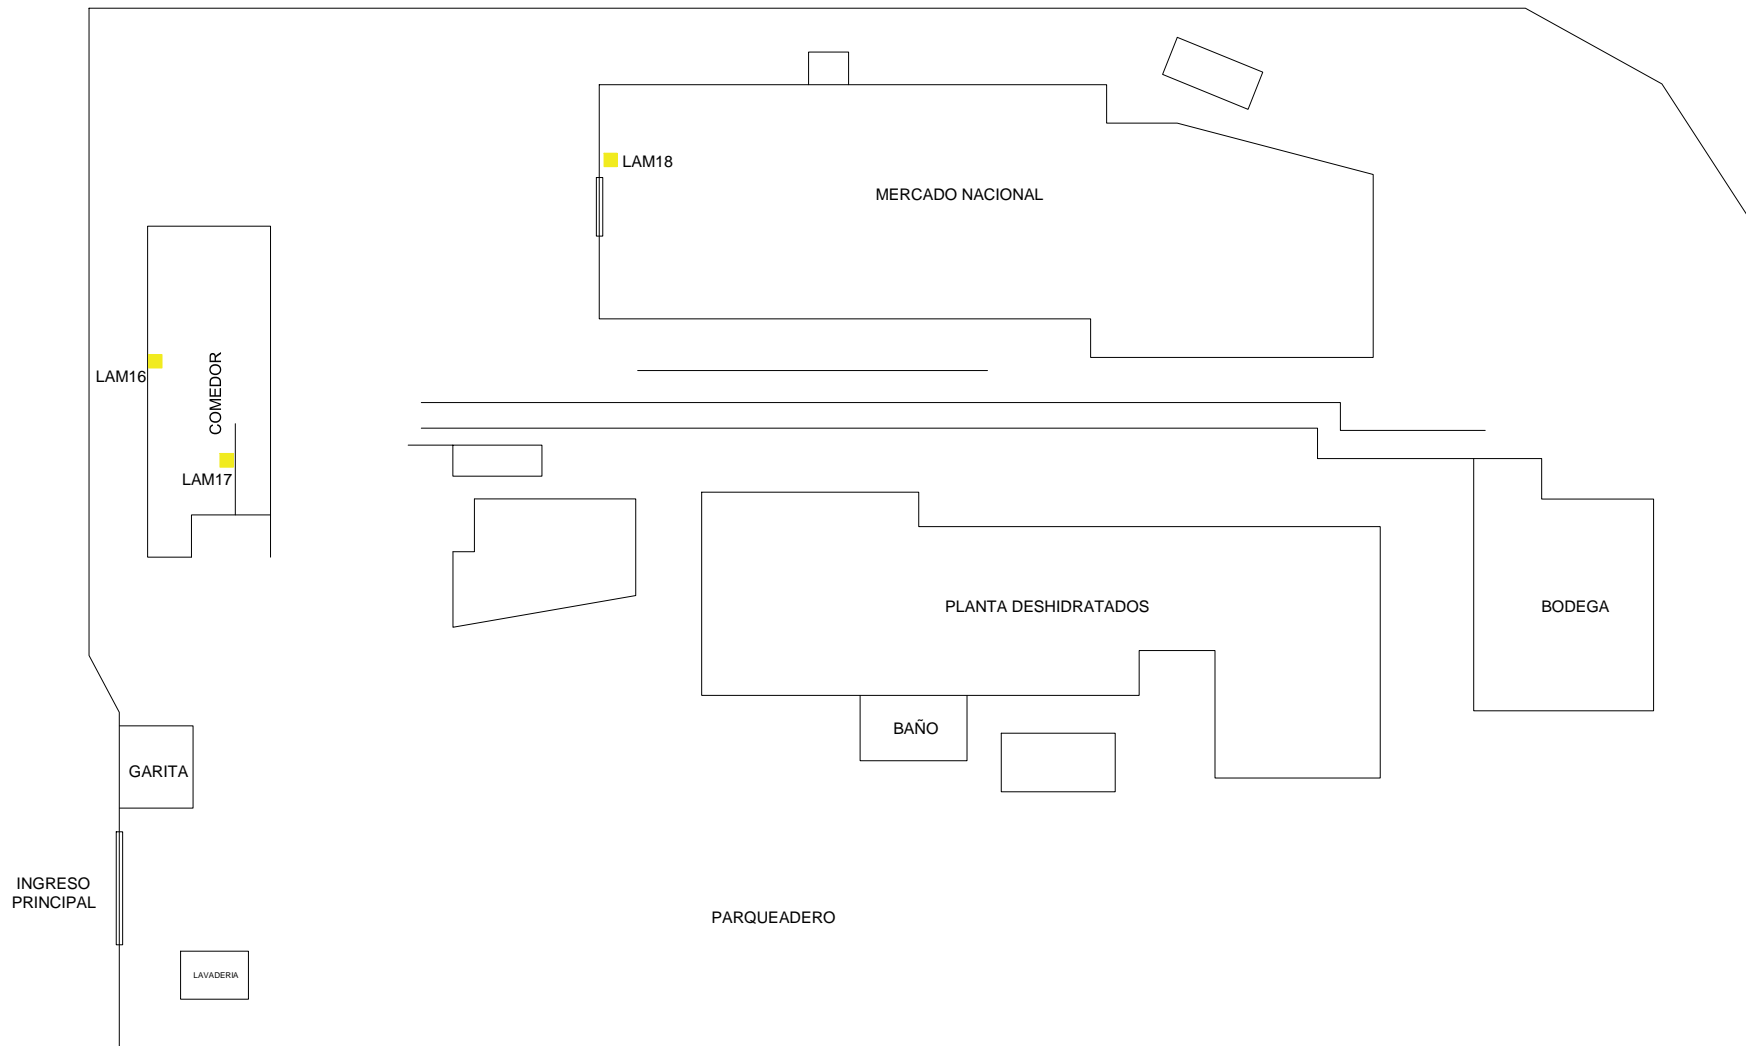 LAM18
MERCADO NACIONAL
LAM16
COMEDOR
LAM17
PLANTA DESHIDRATADOS
BODEGA
BAÑO
GARITA
INGRESO
PRINCIPAL
PARQUEADERO
LAVADERIA